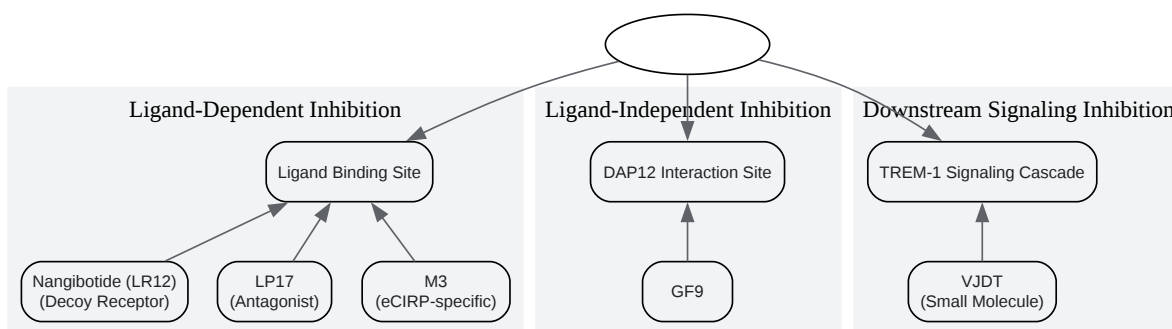 Ligand-Dependent Inhibition
Ligand-Independent Inhibition
Downstream Signaling Inhibition
Ligand Binding Site
DAP12 Interaction Site
TREM-1 Signaling Cascade
Nangibotide (LR12)
(Decoy Receptor)
LP17
(Antagonist)
M3
(eCIRP-specific)
GF9
VJDT
(Small Molecule)